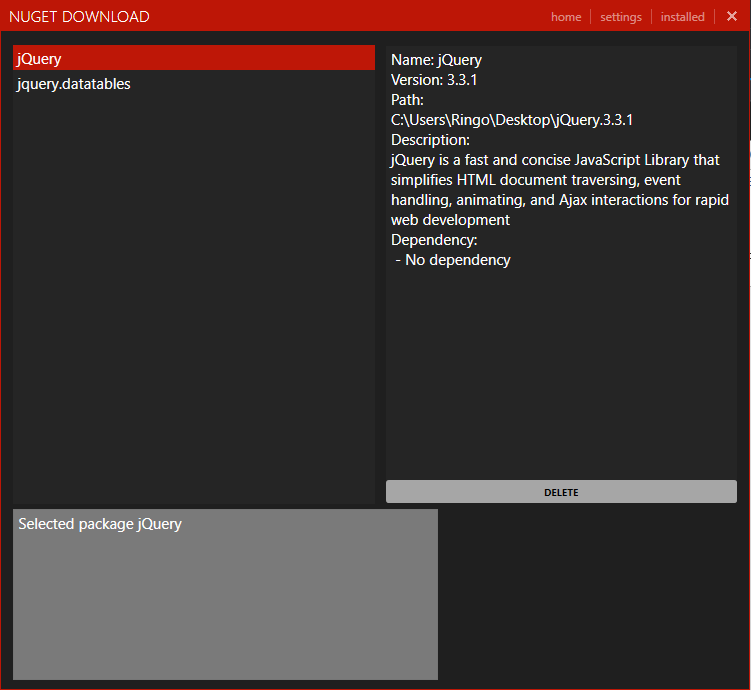 NUGET DOWNLOAD
home
settings
installed
jQuery
jquery.datatables
Name: jQuery
Version: 3.3.1
Path:
C:\Users\Ringo\Desktop\jQuery.3.3.1
Description:
jQuery is a fast and concise JavaScript Library that
simplifies HTML document traversing, event
handling, animating, and Ajax interactions for rapid
web development
Dependency:
- No dependency
DELETE
Selected package jQuery